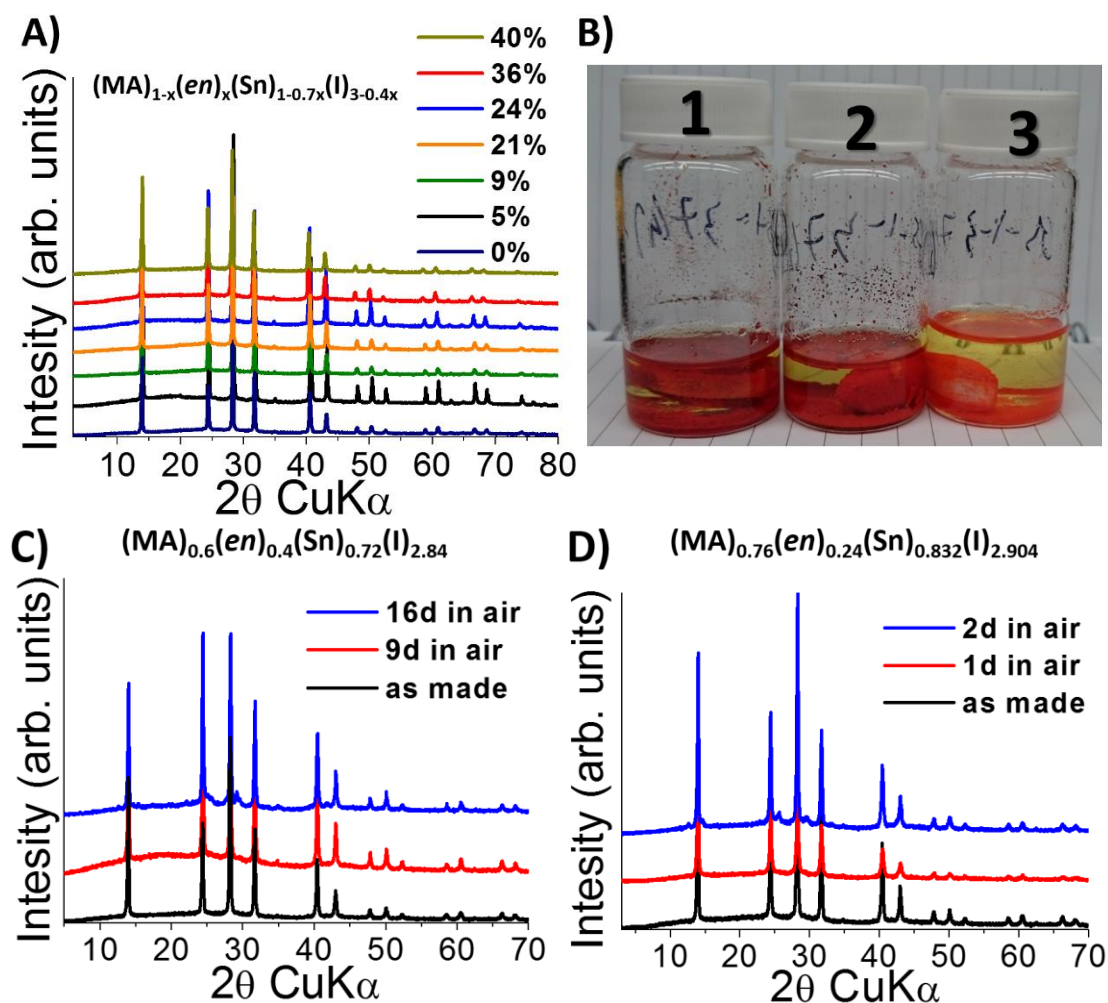 A)
(MA)1-x(en)x(Sn)1-0.7x(I)3-0.4x
40%
36%
24%
21%
9%
5%
0%
Intensity (arb. units)
10 20 30 40 50 60 70 80
2θ CuKα
B)
1 2 3
C)
(MA)0.6(en)0.4(Sn)0.72(I)2.84
16d in air
9d in air
as made
Intesity (arb. units)
10 20 30 40 50 60 70
2θ CuKα
D)
(MA)0.76(en)0.24(Sn)0.832(I)2.904
2d in air
1d in air
as made
Intesity (arb. units)
10 20 30 40 50 60 70
2θ CuKα